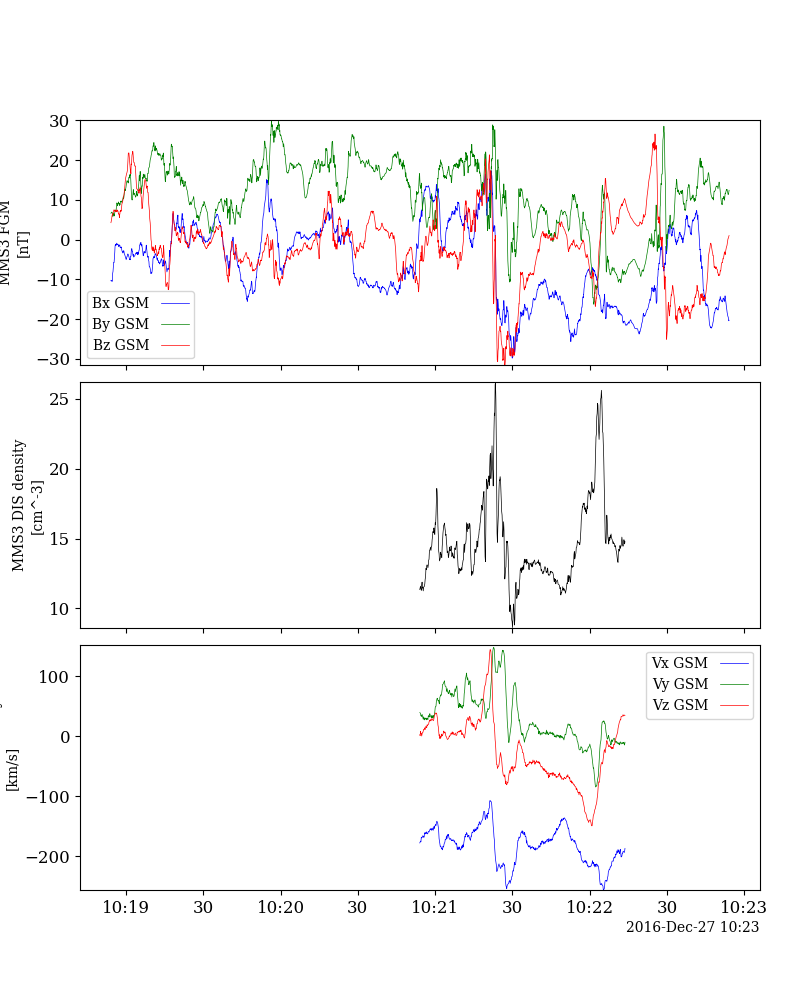 30
20
10
0
−10
−20
−30
MMS3 FGM
[nT]
Bx GSM
By GSM
Bz GSM
25
20
15
10
MMS3 DIS density
[cm^-3]
100
0
−100
−200
[km/s]
Vx GSM
Vy GSM
Vz GSM
10:19 30 10:20 30 10:21 30 10:22 30 10:23
2016-Dec-27 10:23